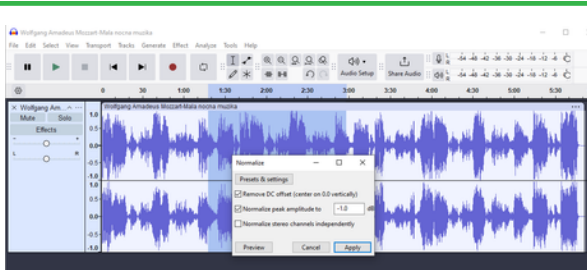 Wolfgang Amadeus Mozzart-Mala nocna muzika
File Edit Select View Transport Tracks Generate Effect Analyze Tools Help
Audio Setup Share Audio
-54 -48 -42 -36 -30 -24 -18 -12 -6
-54 -48 -42 -36 -30 -24 -18 -12 -6
0 30 1:00 1:30 2:00 2:30 3:00 3:30 4:00 4:30 5:00 5:30
Wolfgang Am...
Wolfgang Amadeus Mozzart-Mala nocna muzika
Mute Solo
Effects
- +
L R
1.0
0.5
0.0
-0.5
-1.0
1.0
0.5
0.0
-0.5
-1.0
Normalize
Presets & settings
Remove DC offset (center on 0.0 vertically)
Normalize peak amplitude to -1.0 dB
Normalize stereo channels independently
Preview Cancel Apply